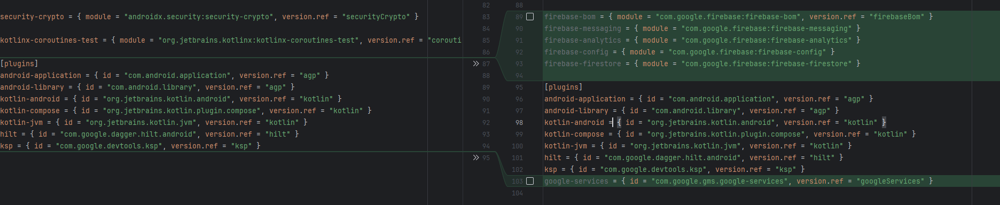 82 88
security-crypto = { module = "androidx.security:security-crypto", version.ref = "securityCrypto" } 83 89 firebase-bom = { module = "com.google.firebase:firebase-bom", version.ref = "firebaseBom" }
84 90 firebase-messaging = { module = "com.google.firebase:firebase-messaging" }
kotlinx-coroutines-test = { module = "org.jetbrains.kotlinx:kotlinx-coroutines-test", version.ref = "corouti 85 91 firebase-analytics = { module = "com.google.firebase:firebase-analytics" }
86 92 firebase-config = { module = "com.google.firebase:firebase-config" }
[plugins] 87 93 firebase-firestore = { module = "com.google.firebase:firebase-firestore" }
android-application = { id = "com.android.application", version.ref = "agp" } 88 94
android-library = { id = "com.android.library", version.ref = "agp" } 89 95 [plugins]
kotlin-android = { id = "org.jetbrains.kotlin.android", version.ref = "kotlin" } 90 96 android-application = { id = "com.android.application", version.ref = "agp" }
kotlin-compose = { id = "org.jetbrains.kotlin.plugin.compose", version.ref = "kotlin" } 91 97 android-library = { id = "com.android.library", version.ref = "agp" }
kotlin-jvm = { id = "org.jetbrains.kotlin.jvm", version.ref = "kotlin" } 92 98 kotlin-android = { id = "org.jetbrains.kotlin.android", version.ref = "kotlin" }
hilt = { id = "com.google.dagger.hilt.android", version.ref = "hilt" } 93 99 kotlin-compose = { id = "org.jetbrains.kotlin.plugin.compose", version.ref = "kotlin" }
ksp = { id = "com.google.devtools.ksp", version.ref = "ksp" } 94 100 kotlin-jvm = { id = "org.jetbrains.kotlin.jvm", version.ref = "kotlin" }
95 101 hilt = { id = "com.google.dagger.hilt.android", version.ref = "hilt" }
102 ksp = { id = "com.google.devtools.ksp", version.ref = "ksp" }
103 google-services = { id = "com.google.gms.google-services", version.ref = "googleServices" }
104